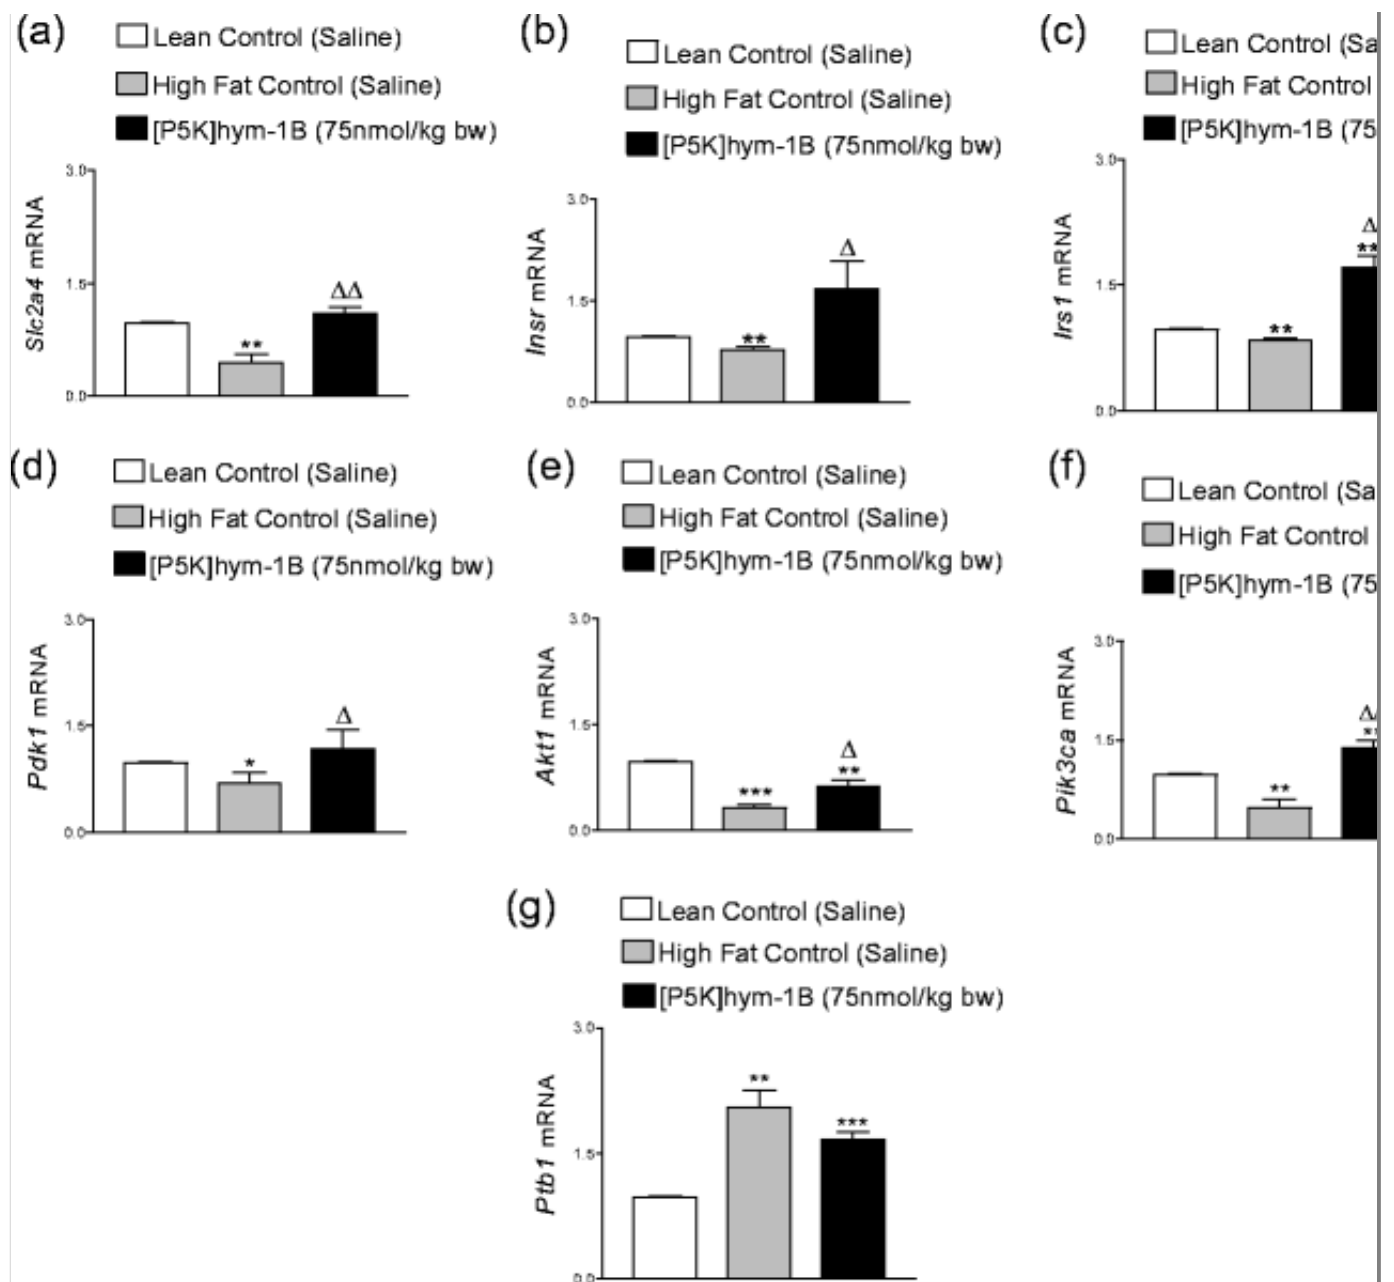 (a)
Lean Control (Saline)
High Fat Control (Saline)
[P5K]hym-1B (75nmol/kg bw)
3.0
1.5
0.0
Slc2a4 mRNA
**
ΔΔ
(b)
Lean Control (Saline)
High Fat Control (Saline)
[P5K]hym-1B (75nmol/kg bw)
3.0
1.5
0.0
Insr mRNA
**
Δ
(c)
Lean Control (Sa
High Fat Control
[P5K]hym-1B (75
3.0
1.5
0.0
Irs1 mRNA
**
Δ
**
(d)
Lean Control (Saline)
High Fat Control (Saline)
[P5K]hym-1B (75nmol/kg bw)
3.0
1.5
0.0
Pdk1 mRNA
*
Δ
(e)
Lean Control (Saline)
High Fat Control (Saline)
[P5K]hym-1B (75nmol/kg bw)
3.0
1.5
0.0
Akt1 mRNA
***
Δ
**
(f)
Lean Control (Sa
High Fat Control
[P5K]hym-1B (75
3.0
1.5
0.0
Pik3ca mRNA
**
Δ
**
(g)
Lean Control (Saline)
High Fat Control (Saline)
[P5K]hym-1B (75nmol/kg bw)
3.0
1.5
0.0
Ptb1 mRNA
**
***